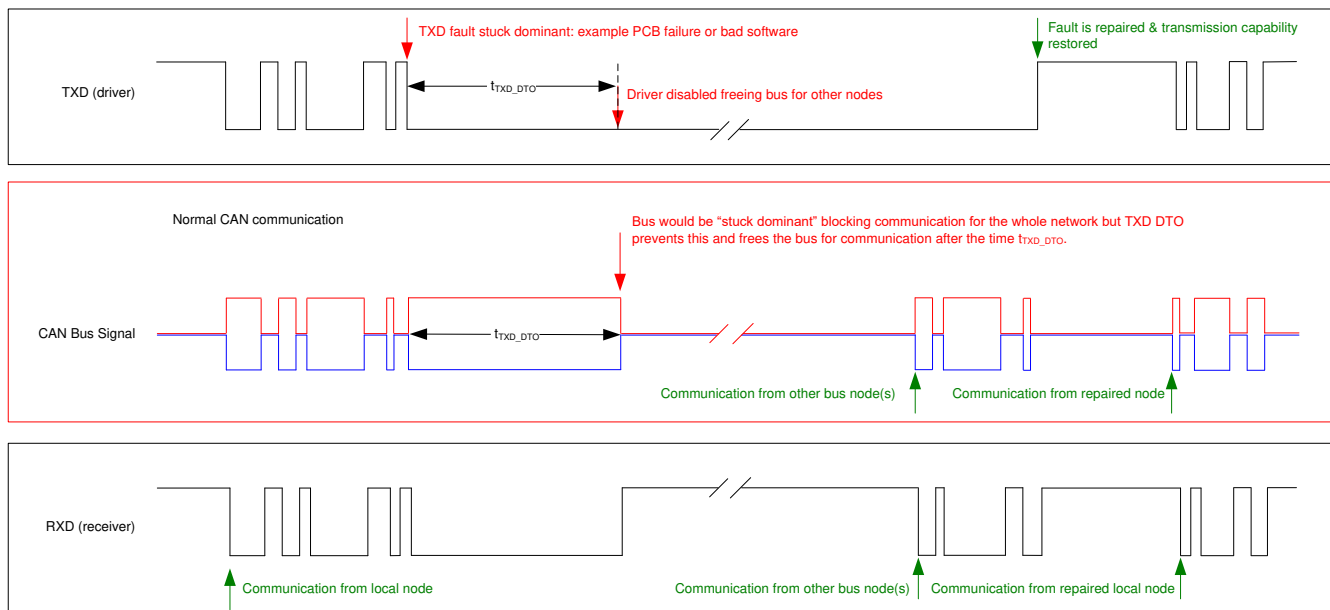 TXD fault stuck dominant: example PCB failure or bad software
Fault is repaired & transmission capability
restored
TXD (driver)
tTXD_DTO
Driver disabled freeing bus for other nodes
Normal CAN communication
Bus would be “stuck dominant” blocking communication for the whole network but TXD DTO
prevents this and frees the bus for communication after the time tTXD_DTO.
CAN Bus Signal
tTXD_DTO
Communication from other bus node(s)
Communication from repaired node
RXD (receiver)
Communication from local node
Communication from other bus node(s)
Communication from repaired local node